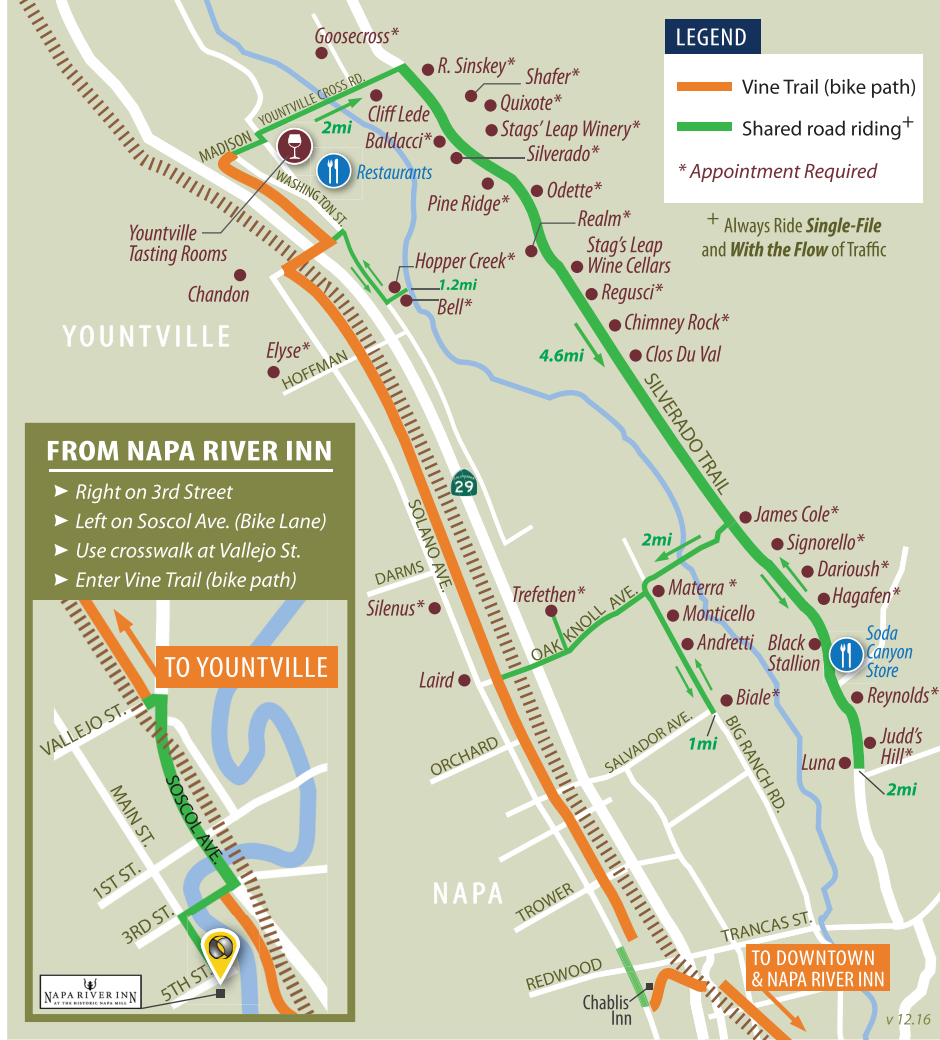 Goosecross*
R. Sinskey*
Shafer*
Quixote*
Cliff Lede
Stags' Leap Winery*
Baldacci*
Silverado*
YOUNTVILLE CROSS RD.
2mi
MADISON
Restaurants
WASHINGTON ST.
Pine Ridge*
Odette*
Realm*
Yountville
Tasting Rooms
Stag's Leap
Wine Cellars
Hopper Creek*
1.2mi
Bell*
Chandon
Regusci*
Chimney Rock*
Clos Du Val
4.6mi
YOUNTVILLE
Elyse*
HOFFMAN
SILVERADO TRAIL
LEGEND
Vine Trail (bike path)
Shared road riding+
* Appointment Required
+ Always Ride Single-File
and With the Flow of Traffic
FROM NAPA RIVER INN
➤ Right on 3rd Street
➤ Left on Soscol Ave. (Bike Lane)
➤ Use crosswalk at Vallejo St.
➤ Enter Vine Trail (bike path)
29
SOLANO AVE.
DARMS
Silenus*
Trefethen*
OAK KNOLL AVE.
2mi
Laird
James Cole*
Signorello*
Darioush*
Hagafen*
Materra *
Monticello
Andretti
Black
Stallion
Soda
Canyon
Store
Biale*
Reynolds*
Judd's
Hill*
Luna
2mi
1mi
SALVADOR AVE.
BIG RANCH RD.
ORCHARD
NAPA
TROWER
TRANCAS ST.
REDWOOD
Chablis
Inn
TO DOWNTOWN
& NAPA RIVER INN
v 12.16
TO YOUNTVILLE
VALLEJO ST.
SOSCOL AVE.
MAIN ST.
1ST ST.
3RD ST.
5TH ST.
NAPA RIVER INN
AT THE HISTORIC NAPA MILL